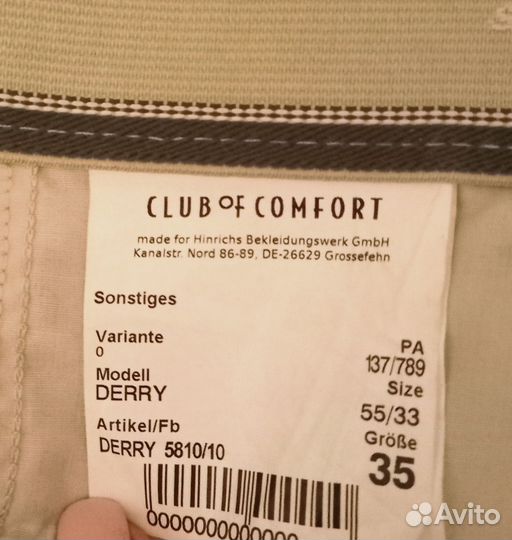 CLUB OF COMFORT
made for Hinrichs Bekleidungswerk GmbH
Kanalstr. Nord 86-89, DE-26629 Grossefehn
Sonstiges
Variante
0
PA
137/789
Modell
DERRY
Size
55/33
Artikel/Fb
DERRY 5810/10
Größe
35
0000000000000
Avito